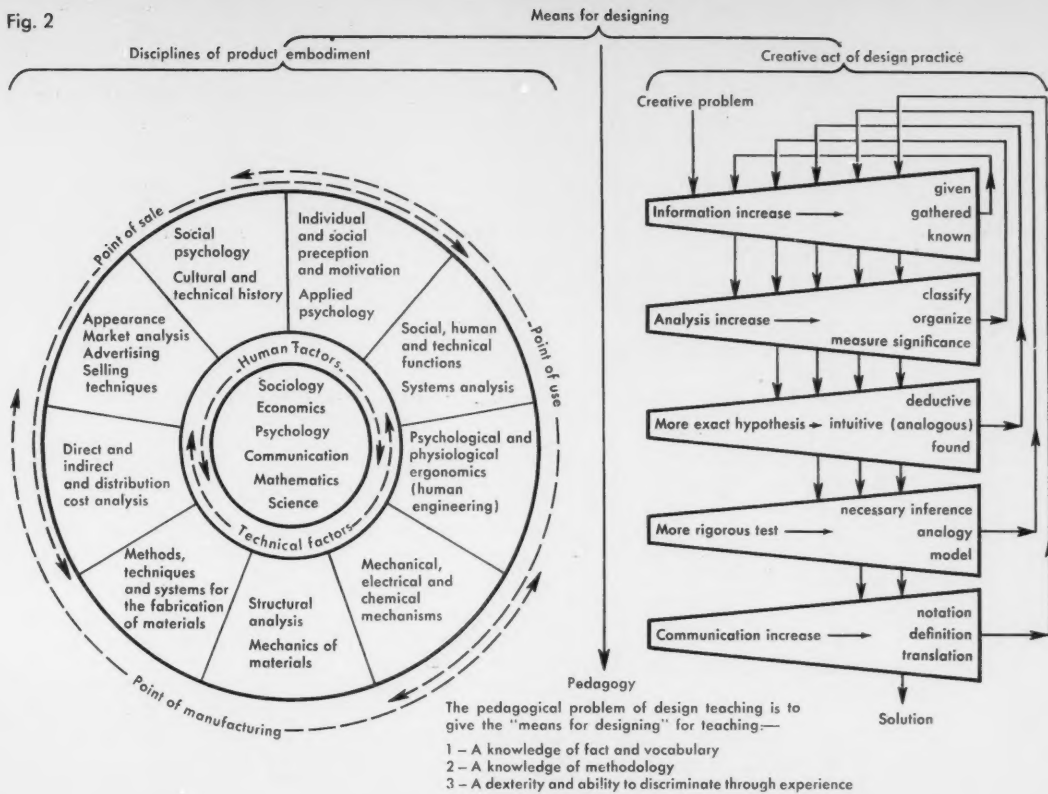 Fig. 2
Means for designing
Disciplines of product embodiment
Creative act of design practice
Point of sale
Point of use
Point of manufacturing
Social
psychology
Cultural and
technical history
Individual
and social
preception
and motivation
Applied
psychology
Social, human
and technical
functions
Systems analysis
Psychological and
physiological
ergonomics
(human
engineering)
Mechanical,
electrical and
chemical
mechanisms
Structural
analysis
Mechanics of
materials
Methods,
techniques
and systems for
the fabrication
of materials
Direct and
indirect
and distribution
cost analysis
Appearance
Market analysis
Advertising
Selling
techniques
Human Factors
Sociology
Economics
Psychology
Communication
Mathematics
Science
Technical factors
Pedagogy
The pedagogical problem of design teaching is to
give the "means for designing" for teaching:—
1 – A knowledge of fact and vocabulary
2 – A knowledge of methodology
3 – A dexterity and ability to discriminate through experience
Creative problem
Information increase
given
gathered
known
Analysis increase
classify
organize
measure significance
More exact hypothesis
deductive
intuitive (analogous)
found
More rigorous test
necessary inference
analogy
model
Communication increase
notation
definition
translation
Solution